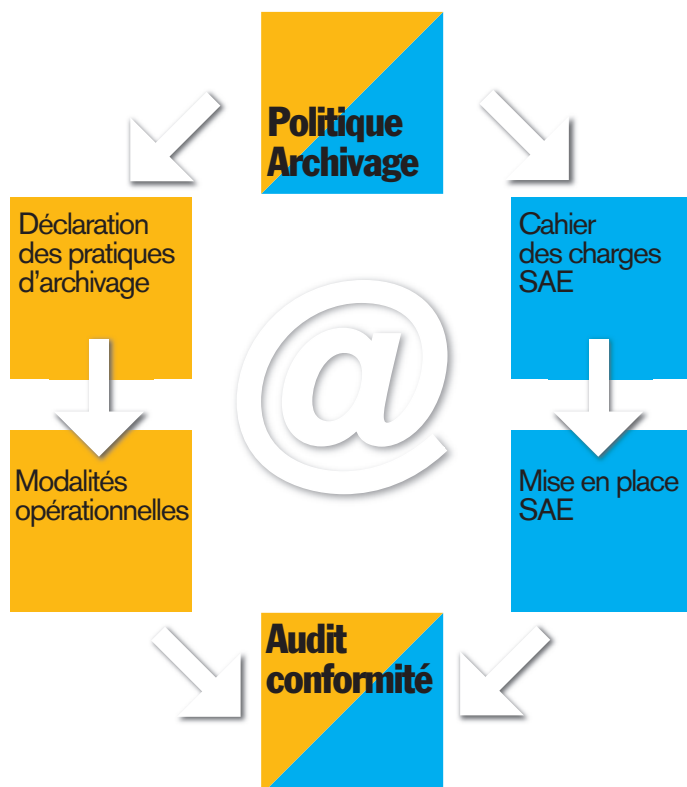 Politique
Archivage
Déclaration
des pratiques
d'archivage
Cahier
des charges
SAE
@
Modalités
opérationnelles
Mise en place
SAE
Audit
conformité